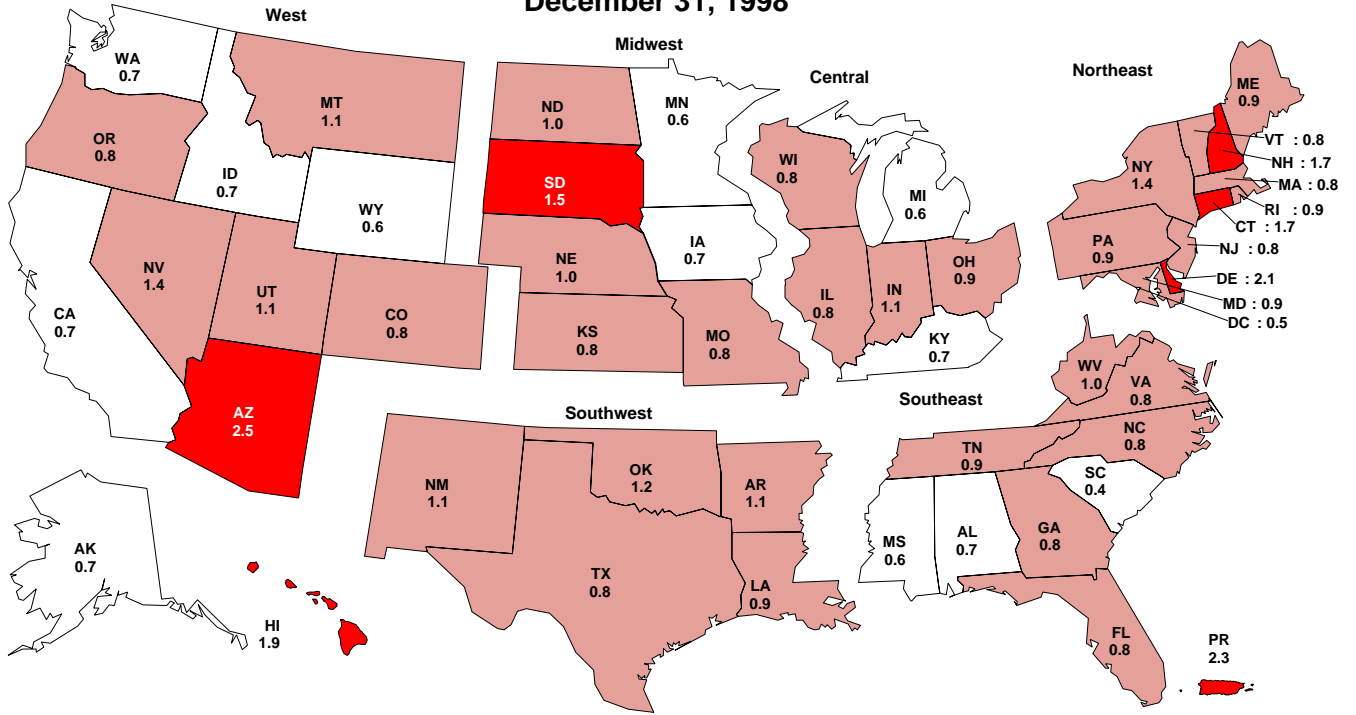 December 31, 1998
West
Midwest
Central
Northeast
WA
0.7
MT
1.1
ND
1.0
MN
0.6
ME
0.9
OR
0.8
ID
0.7
WY
0.6
SD
1.5
WI
0.8
MI
0.6
NY
1.4
VT : 0.8
NH : 1.7
MA : 0.8
RI : 0.9
CT : 1.7
NJ : 0.8
DE : 2.1
MD : 0.9
DC : 0.5
PA
0.9
NV
1.4
UT
1.1
CO
0.8
CA
0.7
NE
1.0
IA
0.7
KS
0.8
MO
0.8
IL
0.8
IN
1.1
OH
0.9
KY
0.7
WV
1.0
VA
0.8
AZ
2.5
Southwest
Southeast
NM
1.1
OK
1.2
AR
1.1
TN
0.9
NC
0.8
SC
0.4
AK
0.7
HI
1.9
TX
0.8
LA
0.9
MS
0.6
AL
0.7
GA
0.8
FL
0.8
PR
2.3